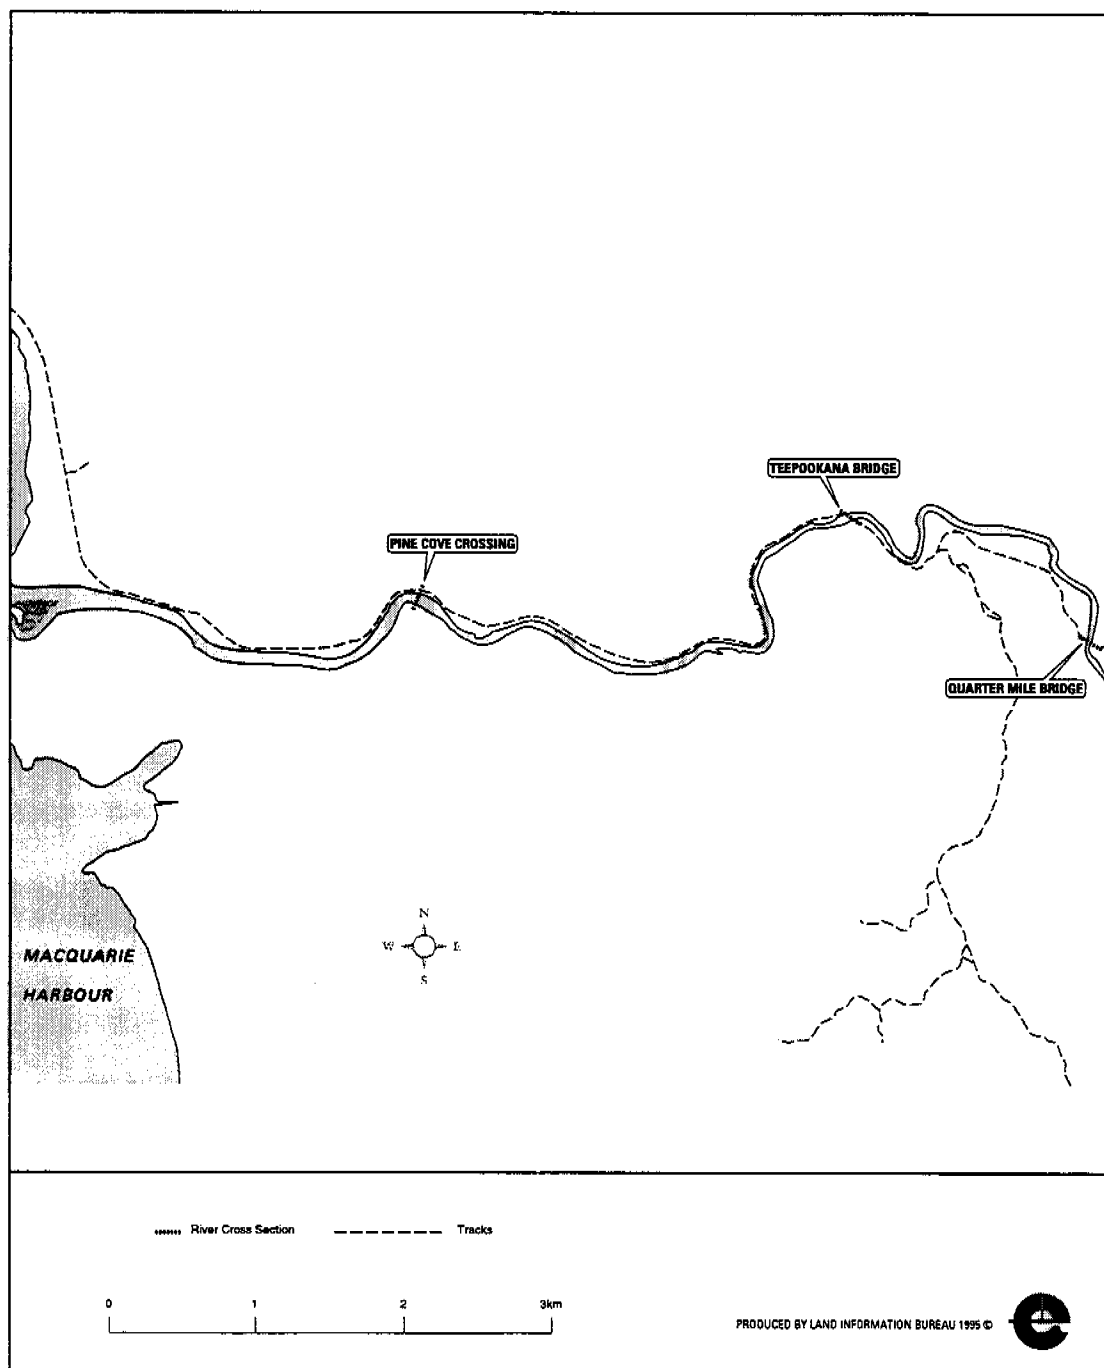 TEEPOOKANA BRIDGE
PINE COVE CROSSING
QUARTER MILE BRIDGE
N
W E
S
MACQUARIE
HARBOUR
River Cross Section Tracks
0 1 2 3km
PRODUCED BY LAND INFORMATION BUREAU 1995 ©
e